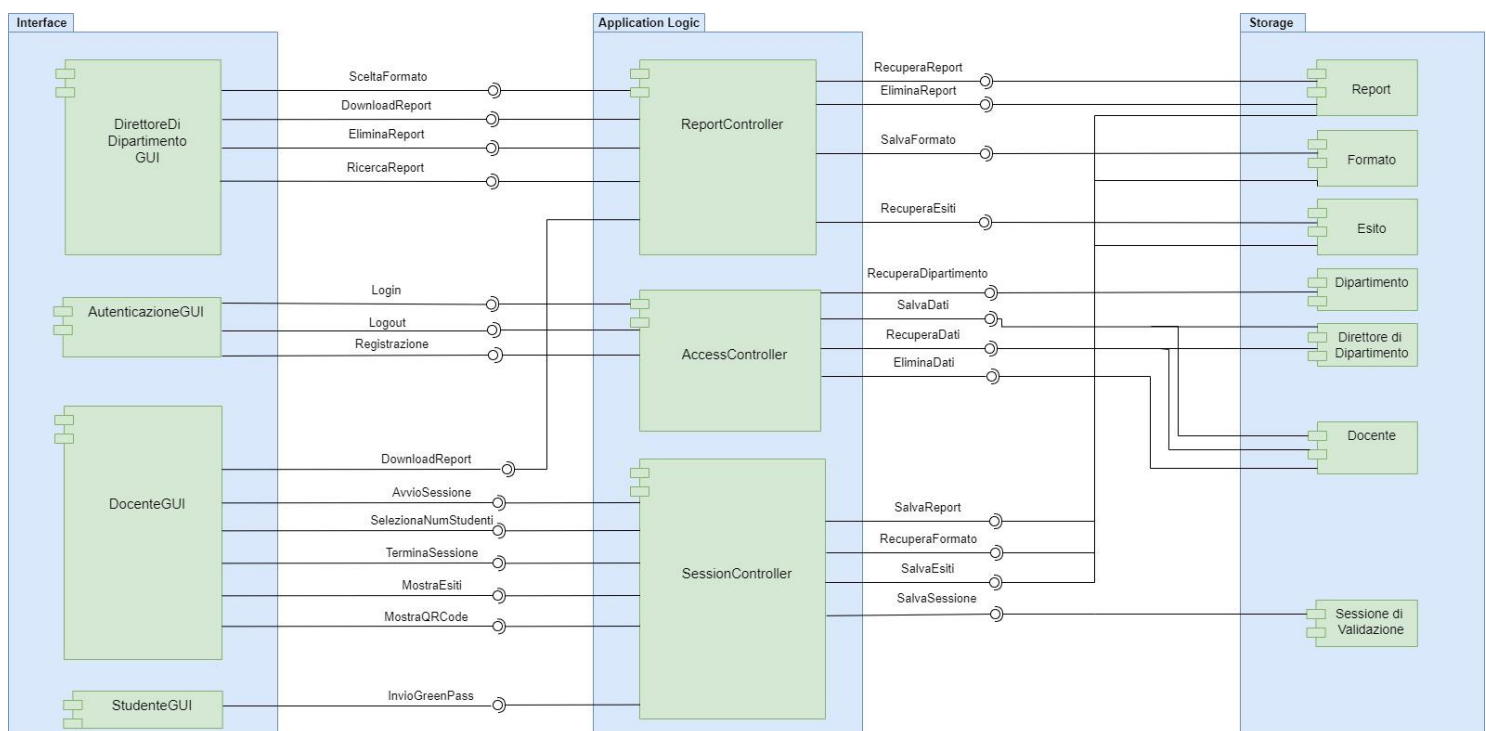 Interface
Application Logic
Storage
DirettoreDi
Dipartimento
GUI
SceltaFormato
DownloadReport
EliminaReport
RicercaReport
ReportController
RecuperaReport
EliminaReport
SalvaFormato
RecuperaEsiti
Report
Formato
Esito
AutenticazioneGUI
Login
Logout
Registrazione
AccessController
RecuperaDipartimento
SalvaDati
RecuperaDati
EliminaDati
Dipartimento
Direttore di
Dipartimento
Docente
DocenteGUI
DownloadReport
AvvioSessione
SelezionaNumStudenti
TerminaSessione
MostraEsiti
MostraQRCode
SessionController
SalvaReport
RecuperaFormato
SalvaEsiti
SalvaSessione
Sessione di
Validazione
StudenteGUI
InvioGreenPass